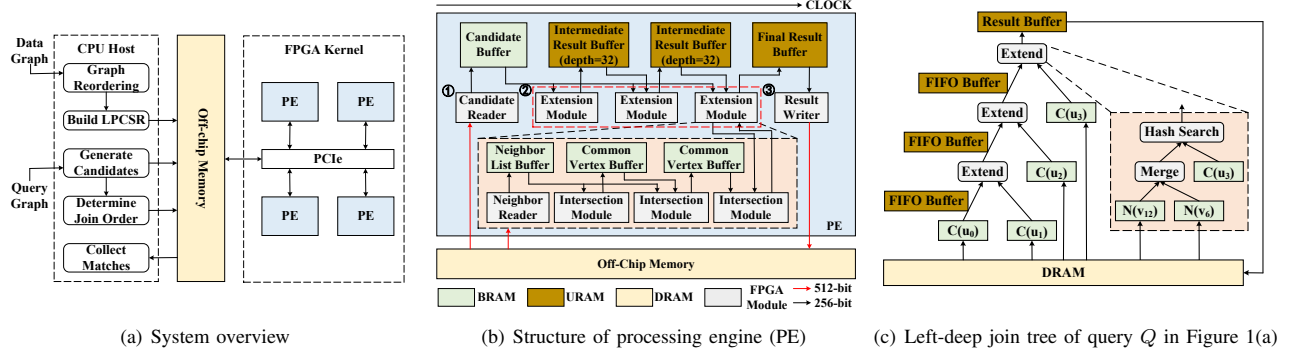 Data
Graph
CPU Host
Graph
Reordering
Build LPCSR
Generate
Candidates
Query
Graph
Determine
Join Order
Collect
Matches
Off-chip Memory
FPGA Kernel
PE
PE
PCIe
PE
PE
(a) System overview
CLOCK
Candidate
Buffer
Intermediate
Result Buffer
(depth=32)
Intermediate
Result Buffer
(depth=32)
Final Result
Buffer
①
Candidate
Reader
②
Extension
Module
Extension
Module
Extension
Module
③
Result
Writer
Neighbor
List Buffer
Common
Vertex Buffer
Common
Vertex Buffer
Neighbor
Reader
Intersection
Module
Intersection
Module
Intersection
Module
PE
Off-Chip Memory
BRAM
URAM
DRAM
FPGA
Module
512-bit
256-bit
(b) Structure of processing engine (PE)
Result Buffer
Extend
FIFO Buffer
Extend
C(u₃)
FIFO Buffer
Extend
C(u₂)
FIFO Buffer
C(u₀)
C(u₁)
Hash Search
Merge
C(u₃)
N(v₁₂)
N(v₆)
DRAM
(c) Left-deep join tree of query Q in Figure 1(a)